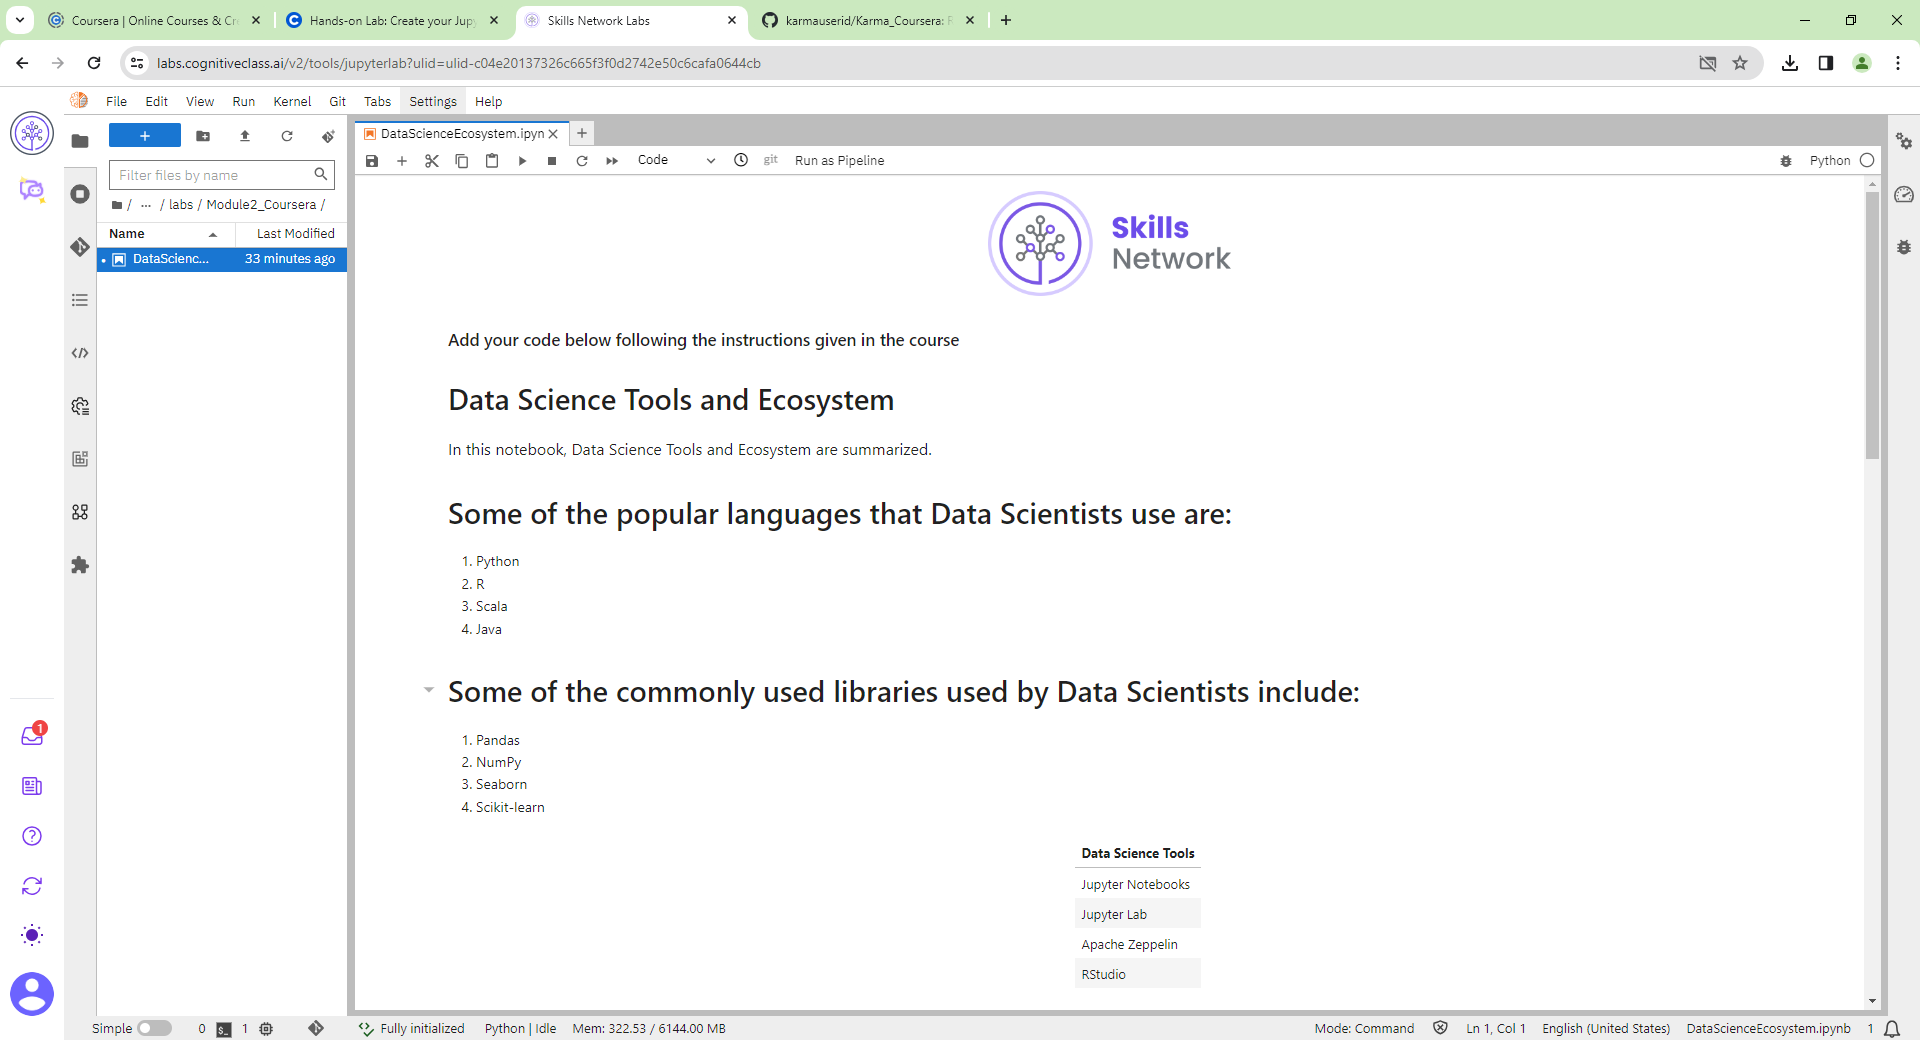 Coursera | Online Courses & Cr
Hands-on Lab: Create your Jupy
Skills Network Labs
karmauserid/Karma_Coursera: R
labs.cognitiveclass.ai/v2/tools/jupyterlab?ulid=ulid-c04e20137326c665f3f0d2742e50c6cafa0644cb
File Edit View Run Kernel Git Tabs Settings Help
DataScienceEcosystem.ipyn
Code
git
Run as Pipeline
Python
Filter files by name
/ ... / labs / Module2_Coursera /
Name Last Modified
DataScienc... 33 minutes ago
Skills
Network
Add your code below following the instructions given in the course
Data Science Tools and Ecosystem
In this notebook, Data Science Tools and Ecosystem are summarized.
Some of the popular languages that Data Scientists use are:
1. Python
2. R
3. Scala
4. Java
Some of the commonly used libraries used by Data Scientists include:
1. Pandas
2. NumPy
3. Seaborn
4. Scikit-learn
Data Science Tools
Jupyter Notebooks
Jupyter Lab
Apache Zeppelin
RStudio
1
Simple 0 1 Fully initialized Python | Idle Mem: 322.53 / 6144.00 MB Mode: Command Ln 1, Col 1 English (United States) DataScienceEcosystem.ipynb 1